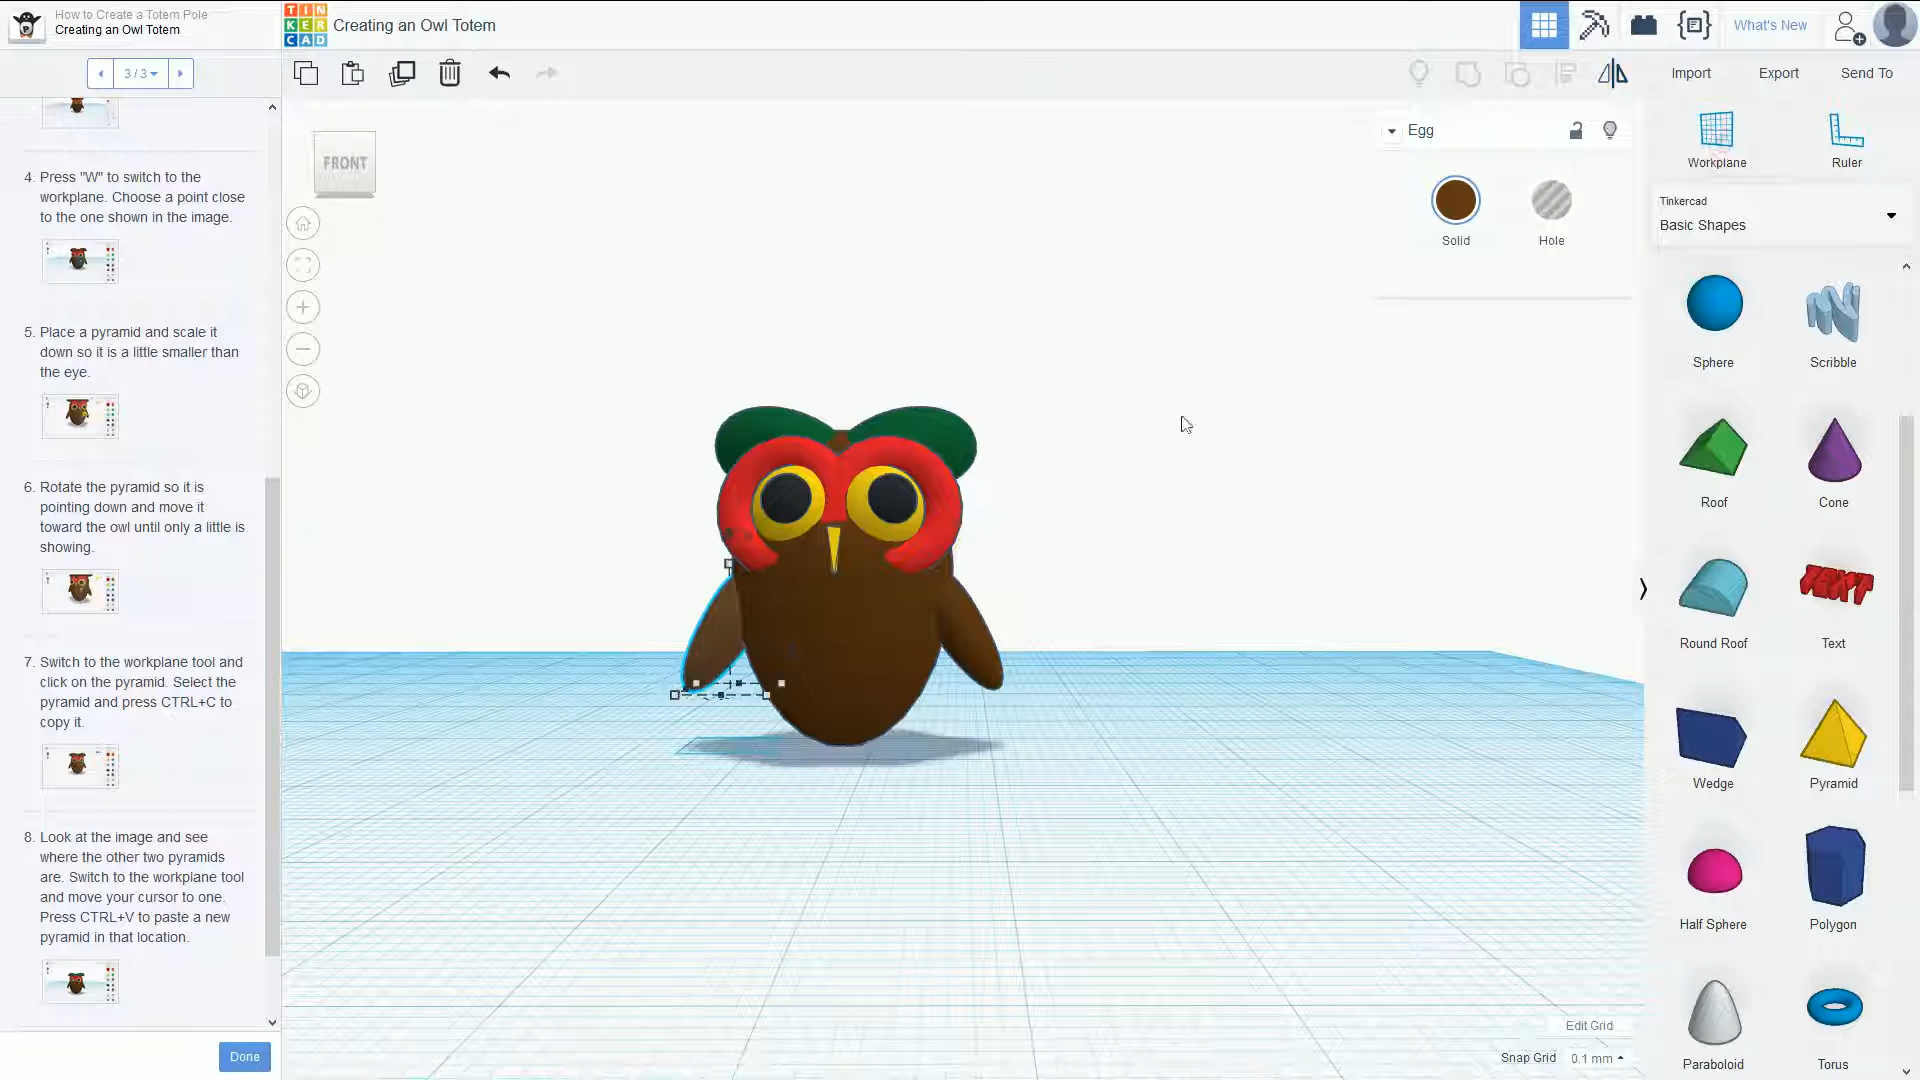 How to Create a Totem Pole
Creating an Owl Totem
TIN
KER
CAD
Creating an Owl Totem
What's New
3 / 3
Import
Export
Send To
FRONT
Egg
Solid
Hole
Workplane
Ruler
Tinkercad
Basic Shapes
Sphere
Scribble
Roof
Cone
Round Roof
TEXT
Text
Wedge
Pyramid
Half Sphere
Polygon
Paraboloid
Torus
4. Press "W" to switch to the
workplane. Choose a point close
to the one shown in the image.
5. Place a pyramid and scale it
down so it is a little smaller than
the eye.
6. Rotate the pyramid so it is
pointing down and move it
toward the owl until only a little is
showing.
7. Switch to the workplane tool and
click on the pyramid. Select the
pyramid and press CTRL+C to
copy it.
8. Look at the image and see
where the other two pyramids
are. Switch to the workplane tool
and move your cursor to one.
Press CTRL+V to paste a new
pyramid in that location.
Done
Edit Grid
Snap Grid
0.1 mm